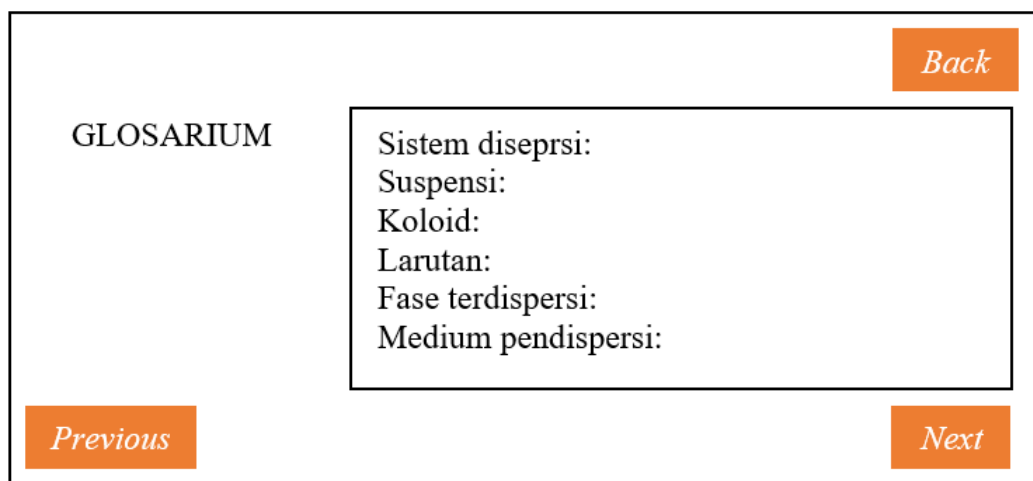 Back
GLOSARIUM
Sistem diseprsi:
Suspensi:
Koloid:
Larutan:
Fase terdispersi:
Medium pendispersi:
Previous
Next